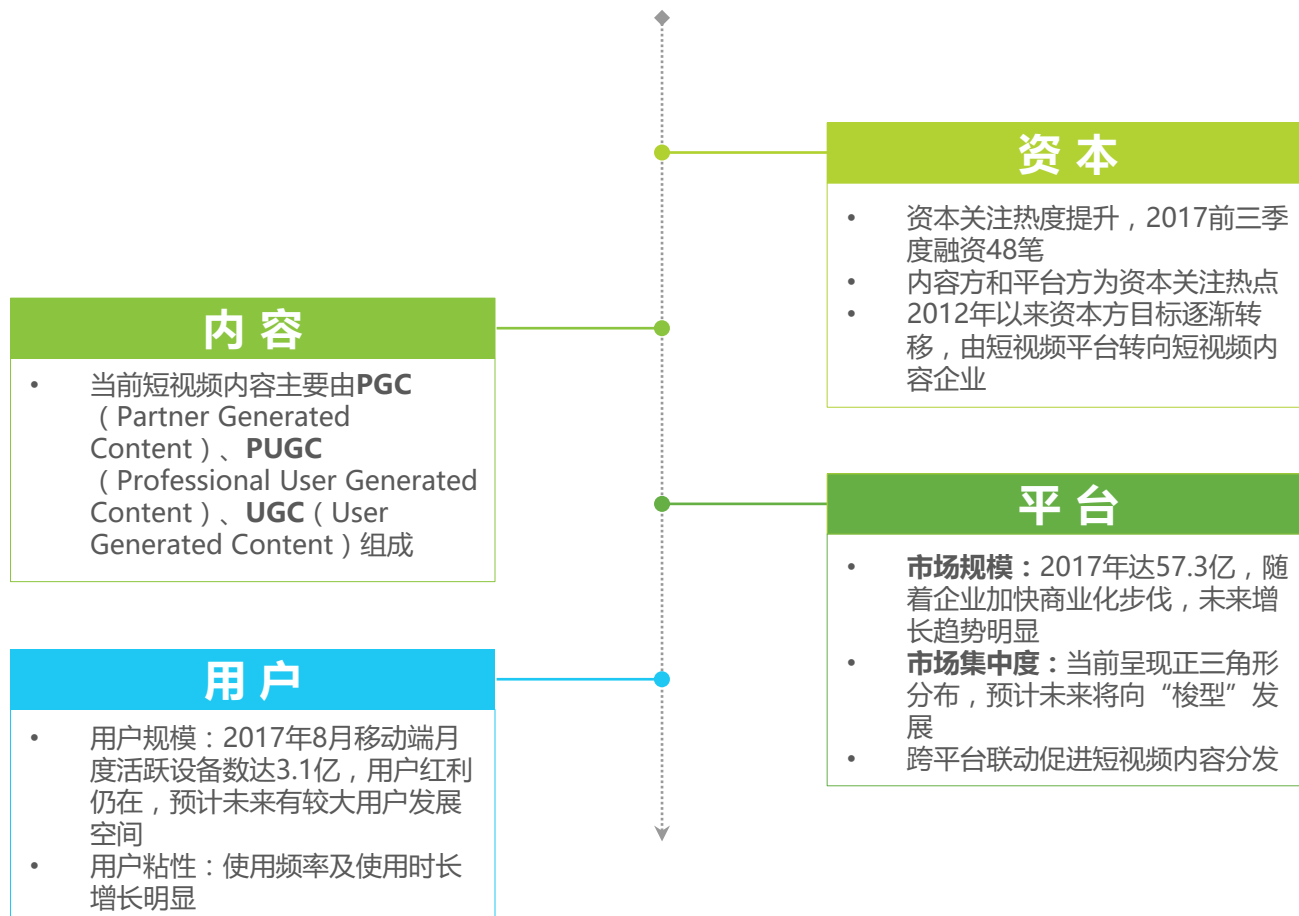 资 本
• 资本关注热度提升，2017前三季
度融资48笔
• 内容方和平台方为资本关注热点
• 2012年以来资本方目标逐渐转
移，由短视频平台转向短视频内
容企业
内 容
• 当前短视频内容主要由PGC
（Partner Generated
Content）、PUGC
（Professional User Generated
Content）、UGC（User
Generated Content）组成
平 台
• 市场规模：2017年达57.3亿，随
着企业加快商业化步伐，未来增
长趋势明显
• 市场集中度：当前呈现正三角形
分布，预计未来将向“梭型”发
展
• 跨平台联动促进短视频内容分发
用 户
• 用户规模：2017年8月移动端月
度活跃设备数达3.1亿，用户红利
仍在，预计未来有较大用户发展
空间
• 用户粘性：使用频率及使用时长
增长明显